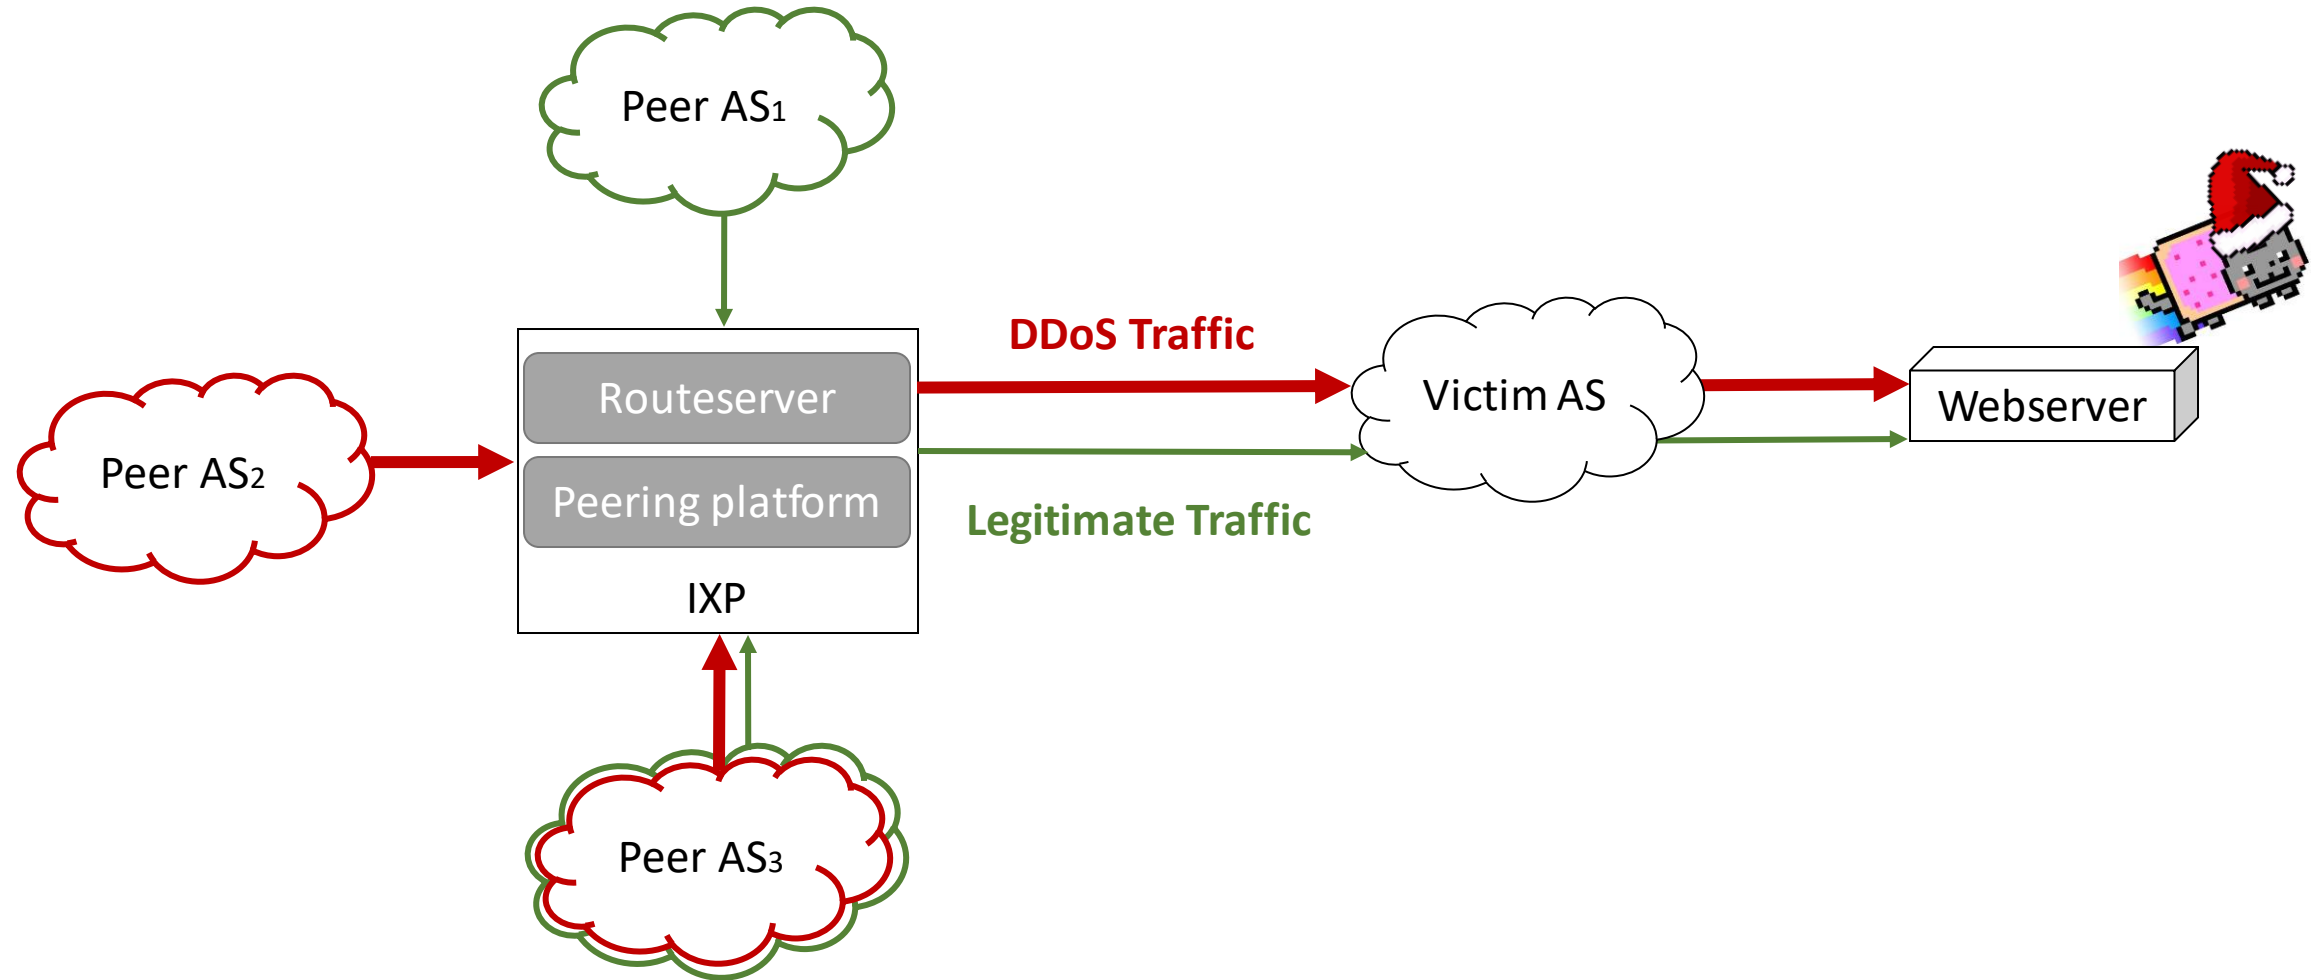 Peer AS1
DDoS Traffic
Routeserver
Victim AS
Webserver
Peer AS2
Peering platform
Legitimate Traffic
IXP
Peer AS3